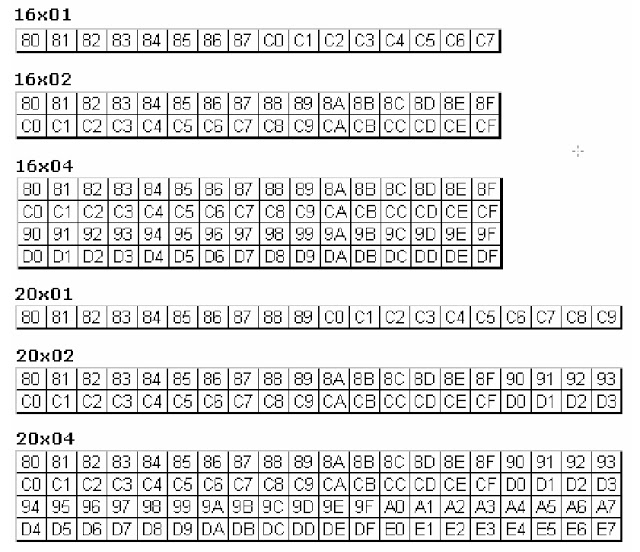 16x01
80 81 82 83 84 85 86 87 C0 C1 C2 C3 C4 C5 C6 C7
16x02
80 81 82 83 84 85 86 87 88 89 8A 8B 8C 8D 8E 8F
C0 C1 C2 C3 C4 C5 C6 C7 C8 C9 CA CB CC CD CE CF
16x04
80 81 82 83 84 85 86 87 88 89 8A 8B 8C 8D 8E 8F
C0 C1 C2 C3 C4 C5 C6 C7 C8 C9 CA CB CC CD CE CF
90 91 92 93 94 95 96 97 98 99 9A 9B 9C 9D 9E 9F
D0 D1 D2 D3 D4 D5 D6 D7 D8 D9 DA DB DC DD DE DF
20x01
80 81 82 83 84 85 86 87 88 89 C0 C1 C2 C3 C4 C5 C6 C7 C8 C9
20x02
80 81 82 83 84 85 86 87 88 89 8A 8B 8C 8D 8E 8F 90 91 92 93
C0 C1 C2 C3 C4 C5 C6 C7 C8 C9 CA CB CC CD CE CF D0 D1 D2 D3
20x04
80 81 82 83 84 85 86 87 88 89 8A 8B 8C 8D 8E 8F 90 91 92 93
C0 C1 C2 C3 C4 C5 C6 C7 C8 C9 CA CB CC CD CE CF D0 D1 D2 D3
94 95 96 97 98 99 9A 9B 9C 9D 9E 9F A0 A1 A2 A3 A4 A5 A6 A7
D4 D5 D6 D7 D8 D9 DA DB DC DD DE DF E0 E1 E2 E3 E4 E5 E6 E7